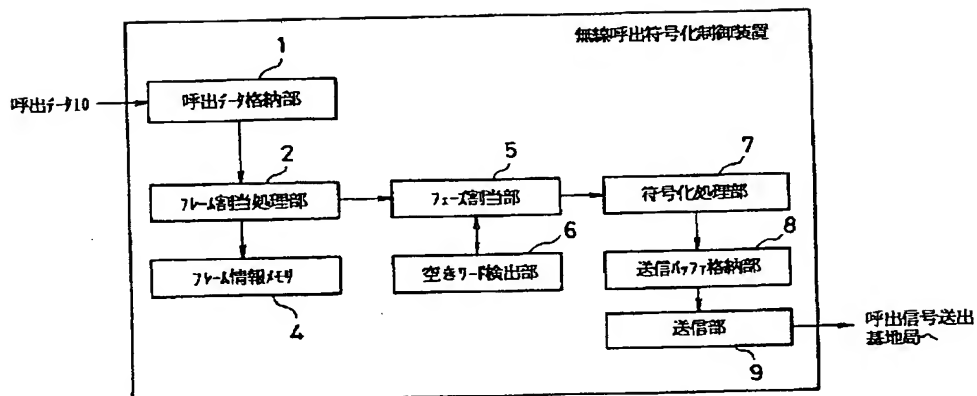 無線呼出符号化制御装置
1
呼出データ10
呼出データ格納部
2
5
7
フレーム割当処理部
フェーズ割当部
符号化処理部
6
8
フレーム情報メモリ
空きワード検出部
送信バッファ格納部
4
送信部
呼出信号送出
基地局へ
9